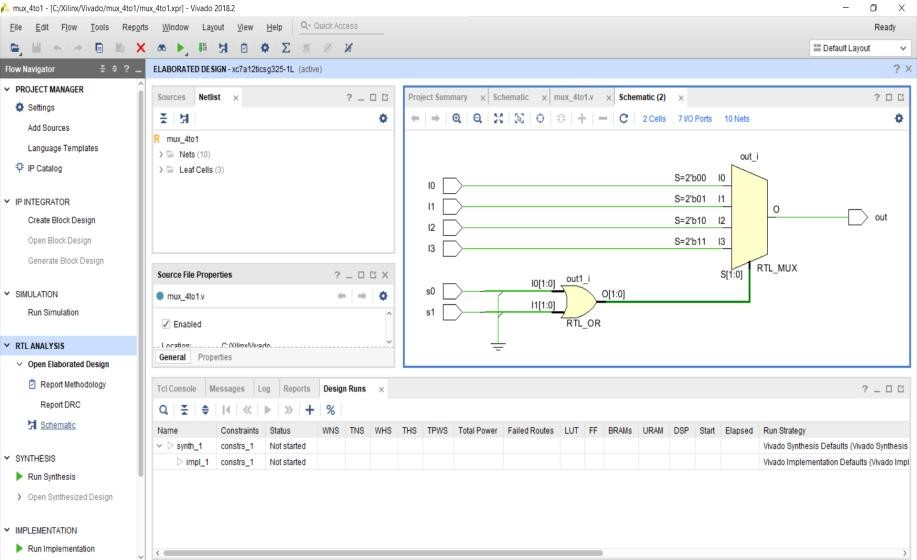 mux_4to1 - [C:/Xilinx/Vivado/mux_4to1/mux_4to1.xpr] - Vivado 2018.2
File Edit Flow Tools Reports Window Layout View Help Quick Access Ready
Default Layout
Flow Navigator
PROJECT MANAGER
Settings
Add Sources
Language Templates
IP Catalog
IP INTEGRATOR
Create Block Design
Open Block Design
Generate Block Design
SIMULATION
Run Simulation
RTL ANALYSIS
Open Elaborated Design
Report Methodology
Report DRC
Schematic
SYNTHESIS
Run Synthesis
Open Synthesized Design
IMPLEMENTATION
Run Implementation
ELABORATED DESIGN - xc7a12ticsg325-1L (active)
Sources Netlist
mux_4to1
Nets (10)
Leaf Cells (3)
Source File Properties
mux_4to1.v
Enabled
Location: C:/Xilinx/Vivado
General Properties
Project Summary Schematic mux_4to1.v Schematic (2)
2 Cells 7 I/O Ports 10 Nets
out_i
I0 S=2'b00 I0
I1 S=2'b01 I1
I2 S=2'b10 I2
I3 S=2'b11 I3
O out
S[1:0] RTL_MUX
s0 I0[1:0] out1_i
s1 I1[1:0] O[1:0]
RTL_OR
Tcl Console Messages Log Reports Design Runs
Name Constraints Status WNS TNS WHS THS TPWS Total Power Failed Routes LUT FF BRAMs URAM DSP Start Elapsed Run Strategy
synth_1 constrs_1 Not started Vivado Synthesis Defaults (Vivado Synthesis
impl_1 constrs_1 Not started Vivado Implementation Defaults (Vivado Impl